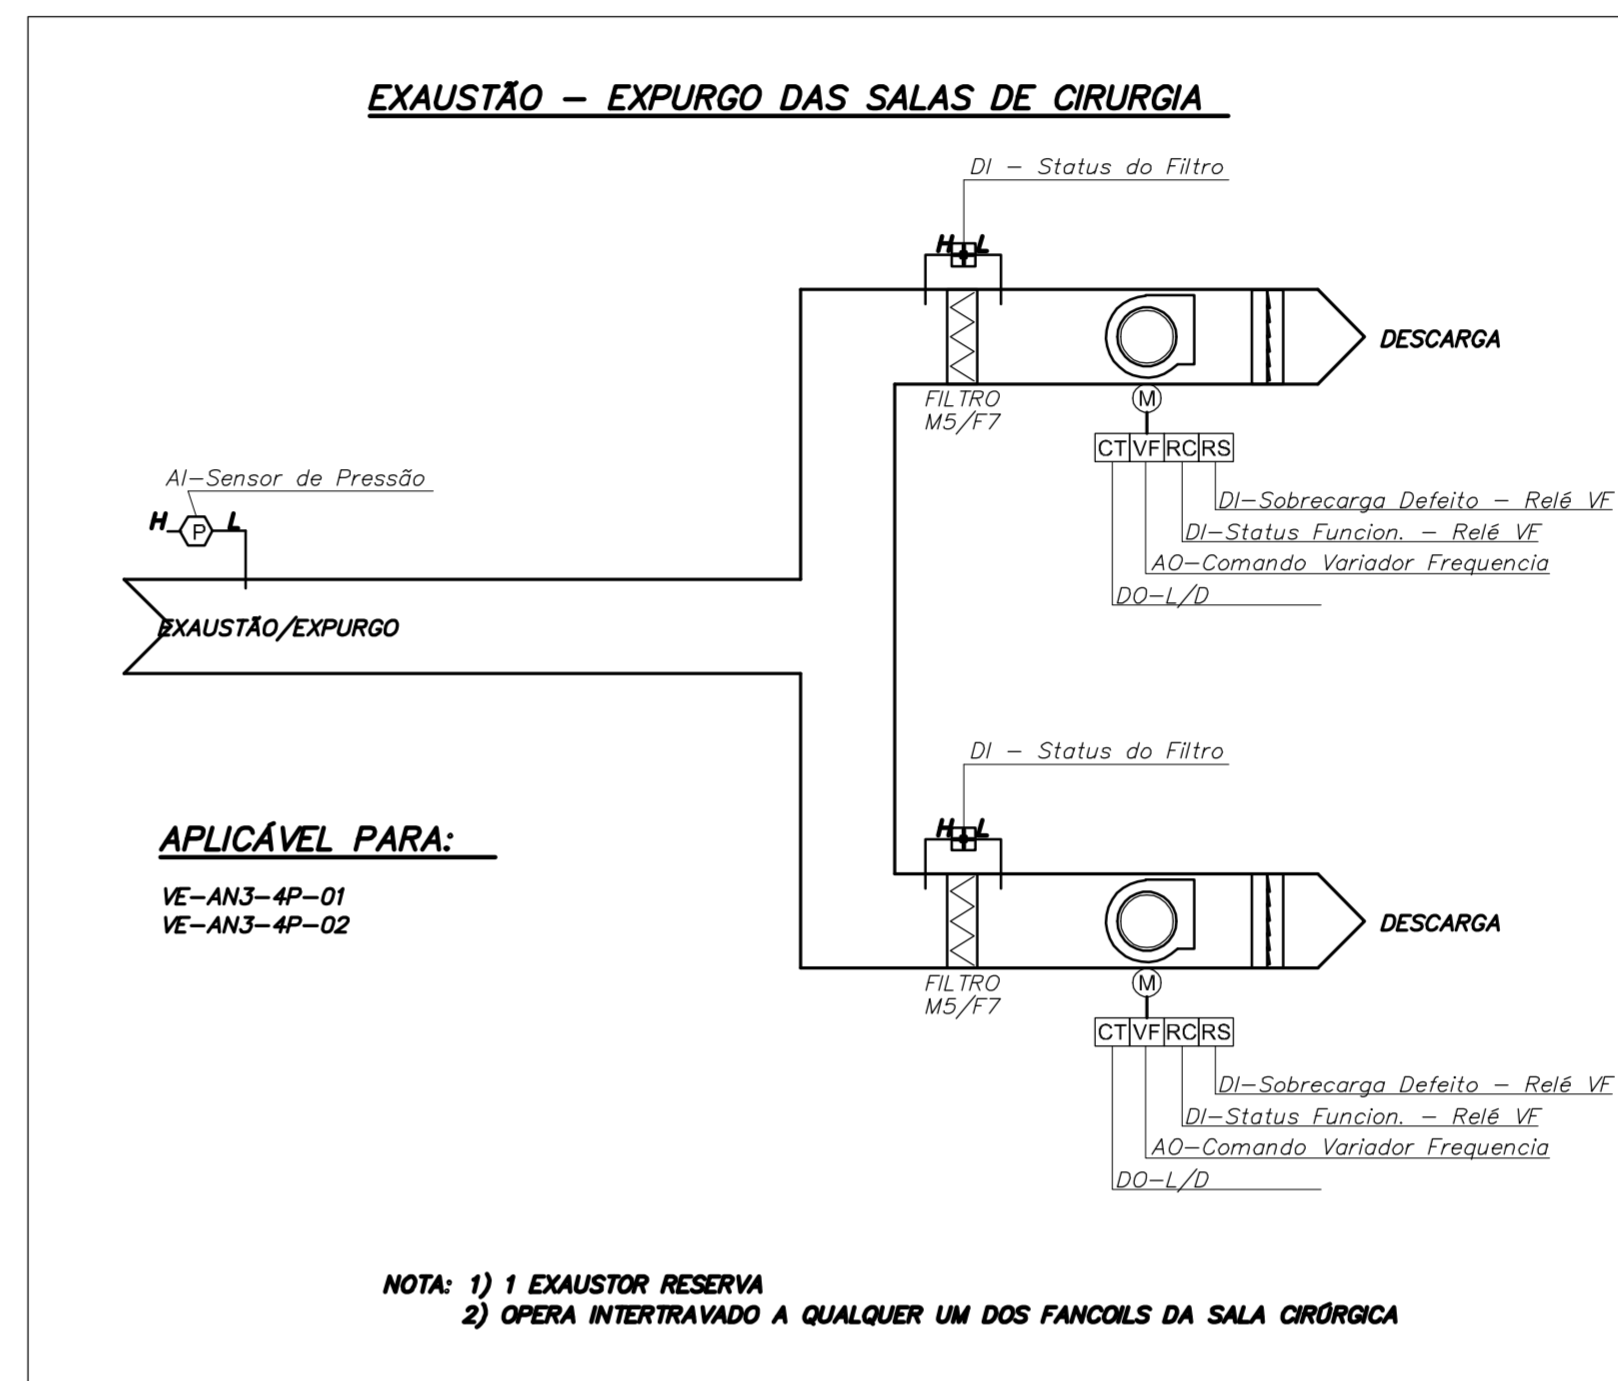 EXAUSTÃO – EXPURGO DAS SALAS DE CIRURGIA
DI – Status do Filtro
H L
DESCARGA
FILTRO
M5/F7
M
CT VF RC RS
AI–Sensor de Pressão
H P L
DI–Sobrecarga Defeito – Relé VF
DI–Status Funcion. – Relé VF
AO–Comando Variador Frequencia
DO–L/D
EXAUSTÃO/EXPURGO
DI – Status do Filtro
H L
APLICÁVEL PARA:
VE–AN3–4P–01
VE–AN3–4P–02
DESCARGA
FILTRO
M5/F7
M
CT VF RC RS
DI–Sobrecarga Defeito – Relé VF
DI–Status Funcion. – Relé VF
AO–Comando Variador Frequencia
DO–L/D
NOTA: 1) 1 EXAUSTOR RESERVA
2) OPERA INTERTRAVADO A QUALQUER UM DOS FANCOILS DA SALA CIRÚRGICA